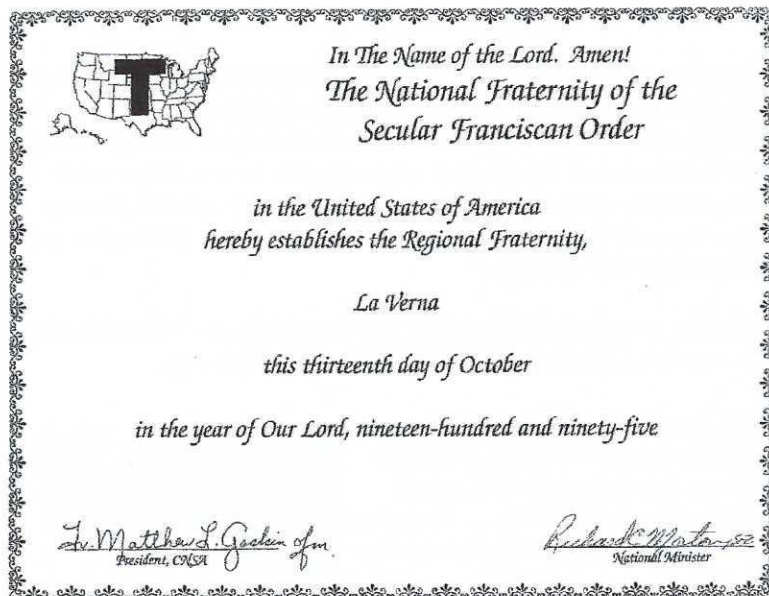 T
In The Name of the Lord. Amen!
The National Fraternity of the
Secular Franciscan Order
in the United States of America
hereby establishes the Regional Fraternity,
La Verna
this thirteenth day of October
in the year of Our Lord, nineteen-hundred and ninety-five
Fr. Matthew L. Gaskin ofm
President, CNSA
Richard C Morton
National Minister